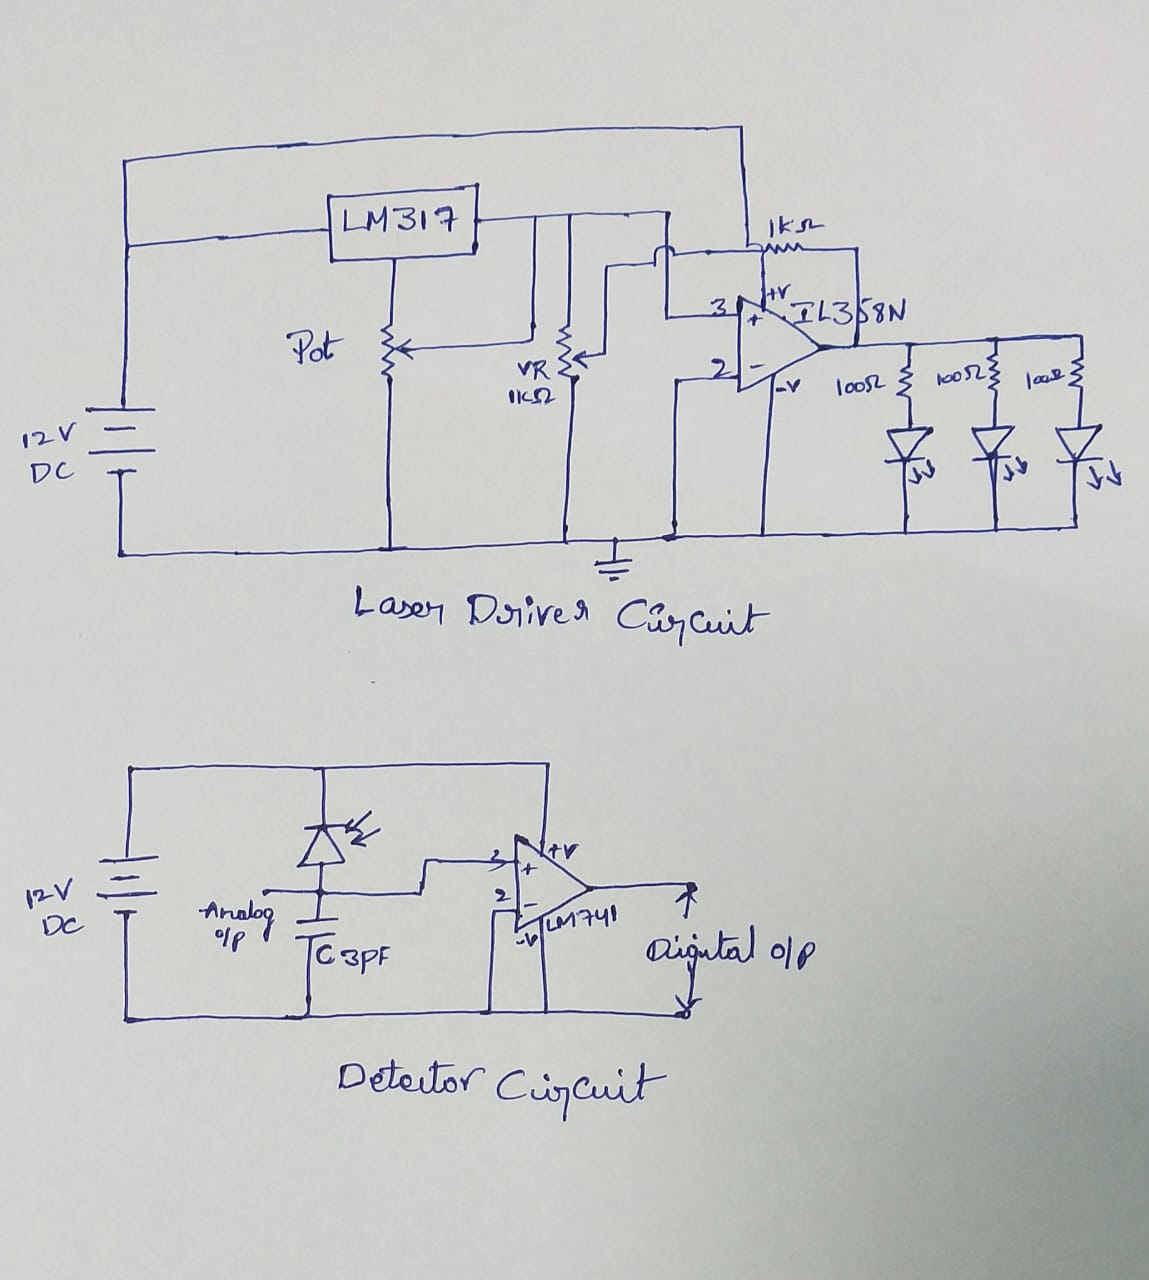 LM317
1KΩ
3
+V
IL358N
+
Pot
VR
1KΩ
2
-
-V
100Ω
100Ω
100Ω
12V
DC
Laser Driver Circuit
+V
3
+
12V
DC
2
-
Analog
o/p
LM741
-V
C 3PF
Digital o/p
Detector Circuit